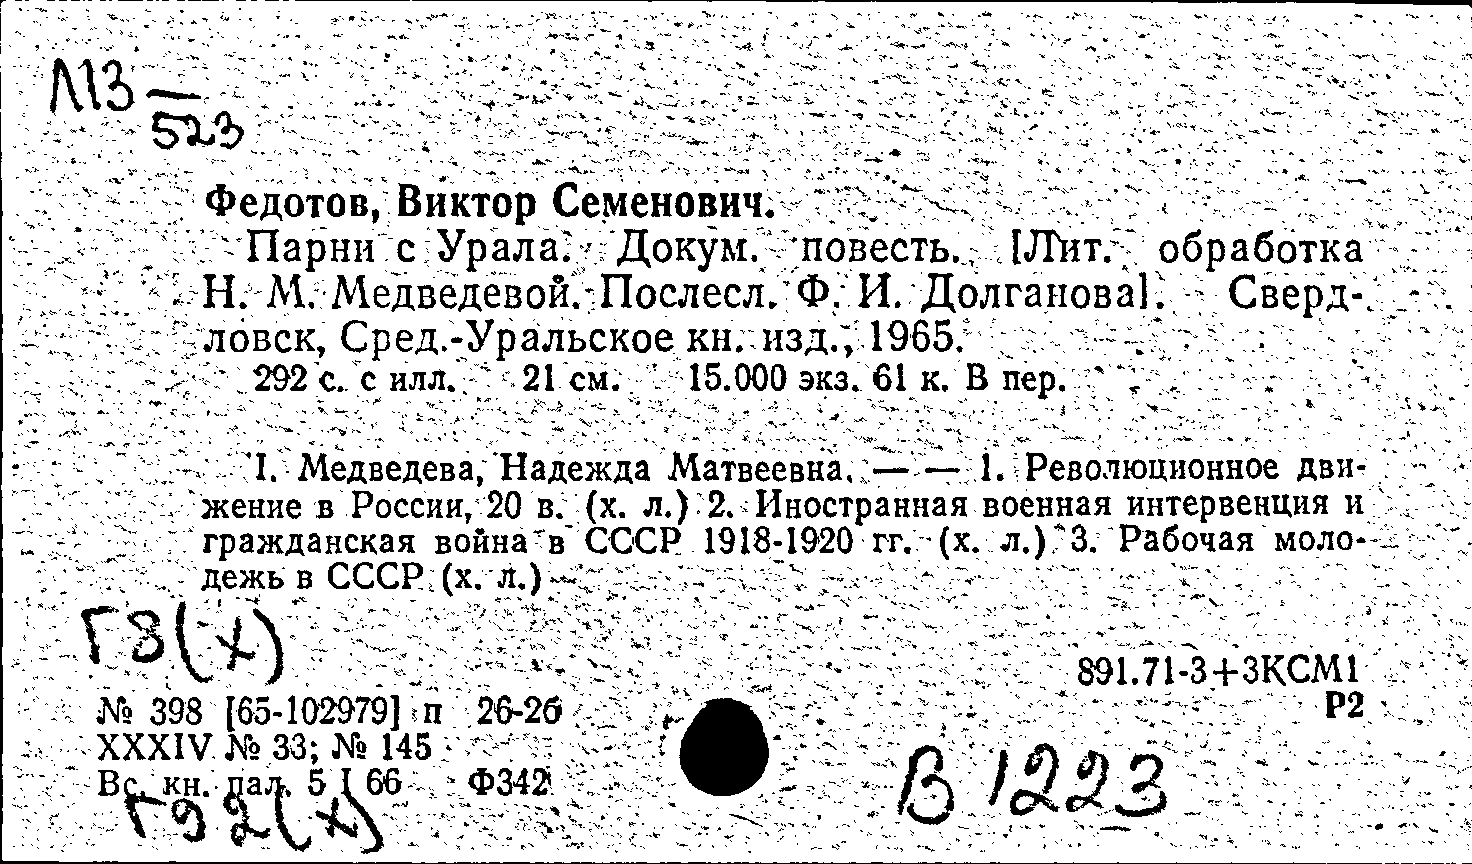 Л13—
523
Федотов, Виктор Семенович.
Парни с Урала. Докум. повесть. [Лит. обработка
Н. М. Медведевой. Послесл. Ф. И. Долганова]. Сверд-
ловск, Сред.-Уральское кн. изд., 1965.
292 с. с илл. 21 см. 15.000 экз. 61 к. В пер.
I. Медведева, Надежда Матвеевна. — — 1. Революционное дви-
жение в России, 20 в. (х. л.) 2. Иностранная военная интервенция и
гражданская война в СССР 1918-1920 гг. (х. л.) 3. Рабочая моло-
дежь в СССР (х. л.)
Г8(х)
891.71-3+3КСМ1
Р2
№ 398 [65-102979] п 26-2б
XXXIV № 33; № 145
Вс. кн. пал. 5 I 66 Ф342
Г92(х)
В 1223